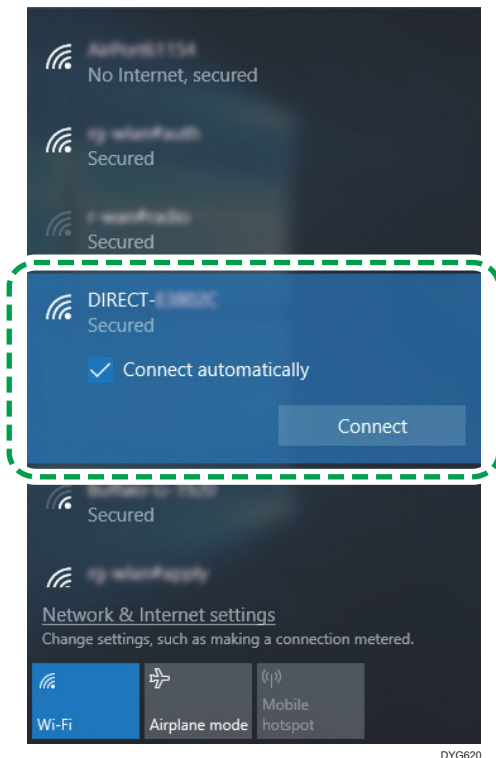 No Internet, secured
Secured
Secured
DIRECT-
Secured
Connect automatically
Connect
Secured
Network & Internet settings
Change settings, such as making a connection metered.
Wi-Fi
Airplane mode
Mobile
hotspot
DYG620